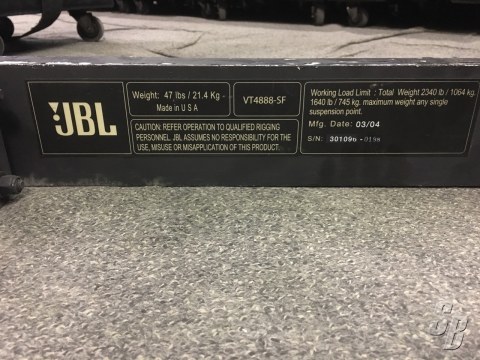 JBL
Weight: 47 lbs / 21.4 Kg -
Made in U S A
VT4888-SF
CAUTION: REFER OPERATION TO QUALIFIED RIGGING
PERSONNEL. JBL ASSUMES NO RESPONSIBILITY FOR THE
USE, MISUSE OR MISAPPLICATION OF THIS PRODUCT.
Working Load Limit : Total Weight 2340 lb / 1064 kg.
1640 lb / 745 kg. maximum weight any single
suspension point.
Mfg. Date: 03/04
S/N: 301096 -0196